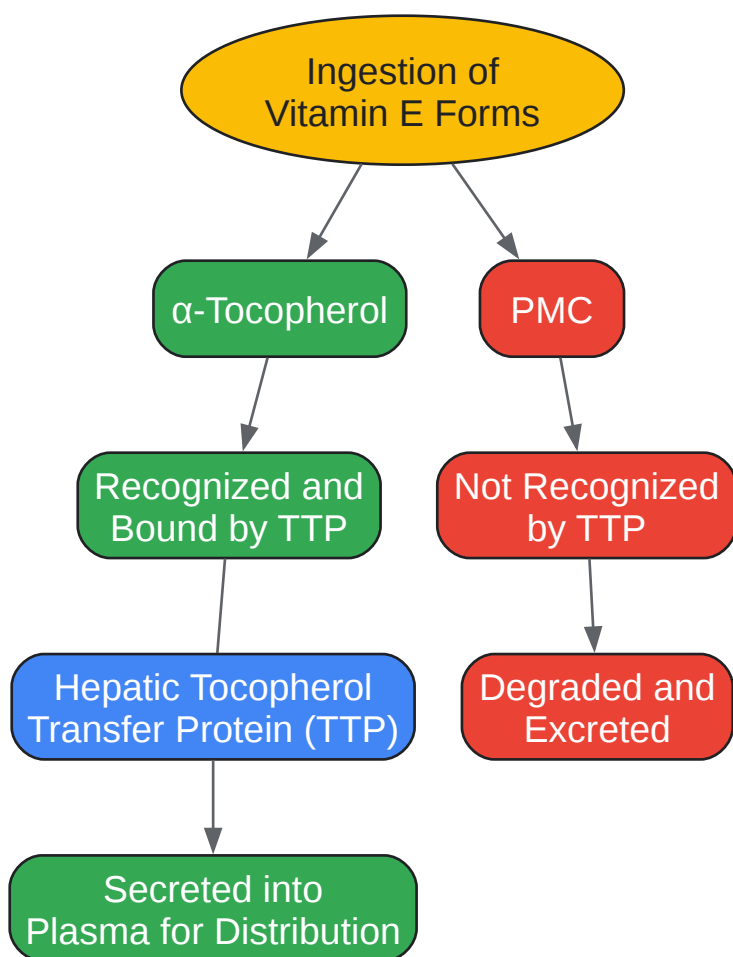 Ingestion of
Vitamin E Forms
α-Tocopherol
PMC
Recognized and
Bound by TTP
Not Recognized
by TTP
Hepatic Tocopherol
Transfer Protein (TTP)
Degraded and
Excreted
Secreted into
Plasma for Distribution